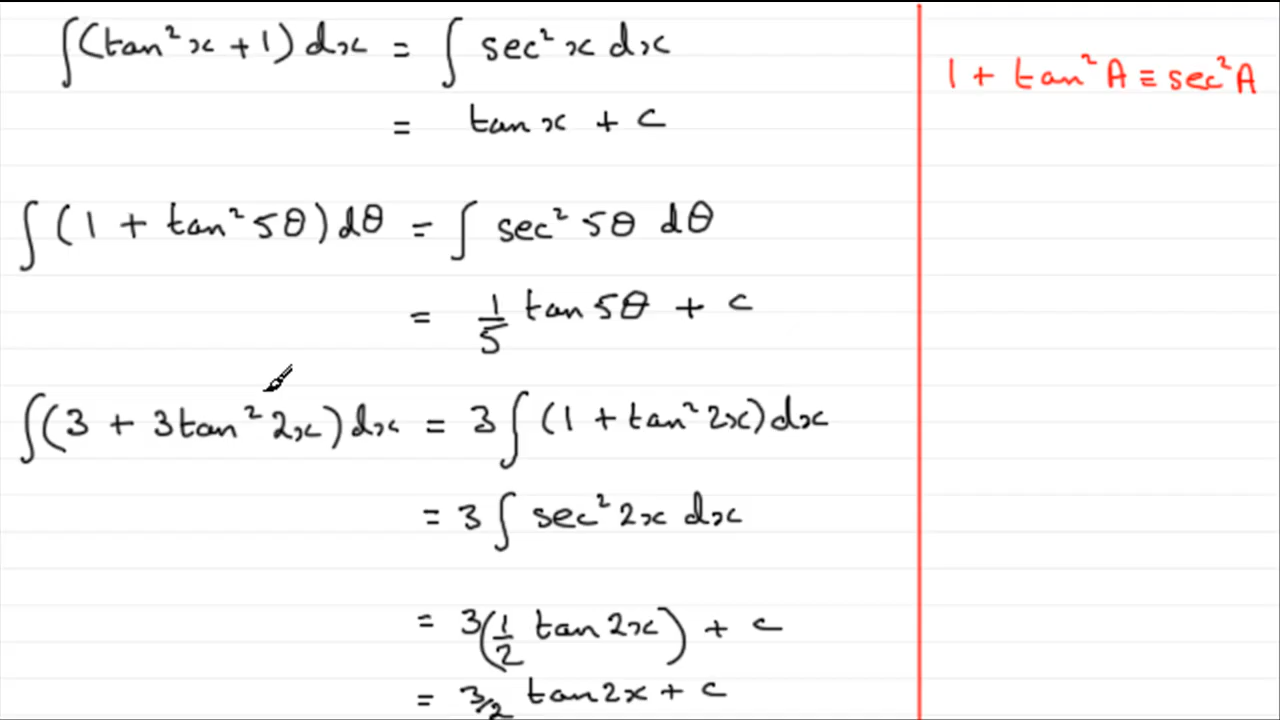 ∫(tan²x + 1) dx = ∫ sec²x dx
1 + tan²A ≡ sec²A
= tan x + c
∫(1 + tan²5θ)dθ = ∫ sec²5θ dθ
= 1/5 tan 5θ + c
∫(3 + 3tan²2x)dx = 3∫(1 + tan²2x)dx
= 3∫ sec²2x dx
= 3(1/2 tan 2x) + c
= 3/2 tan 2x + c